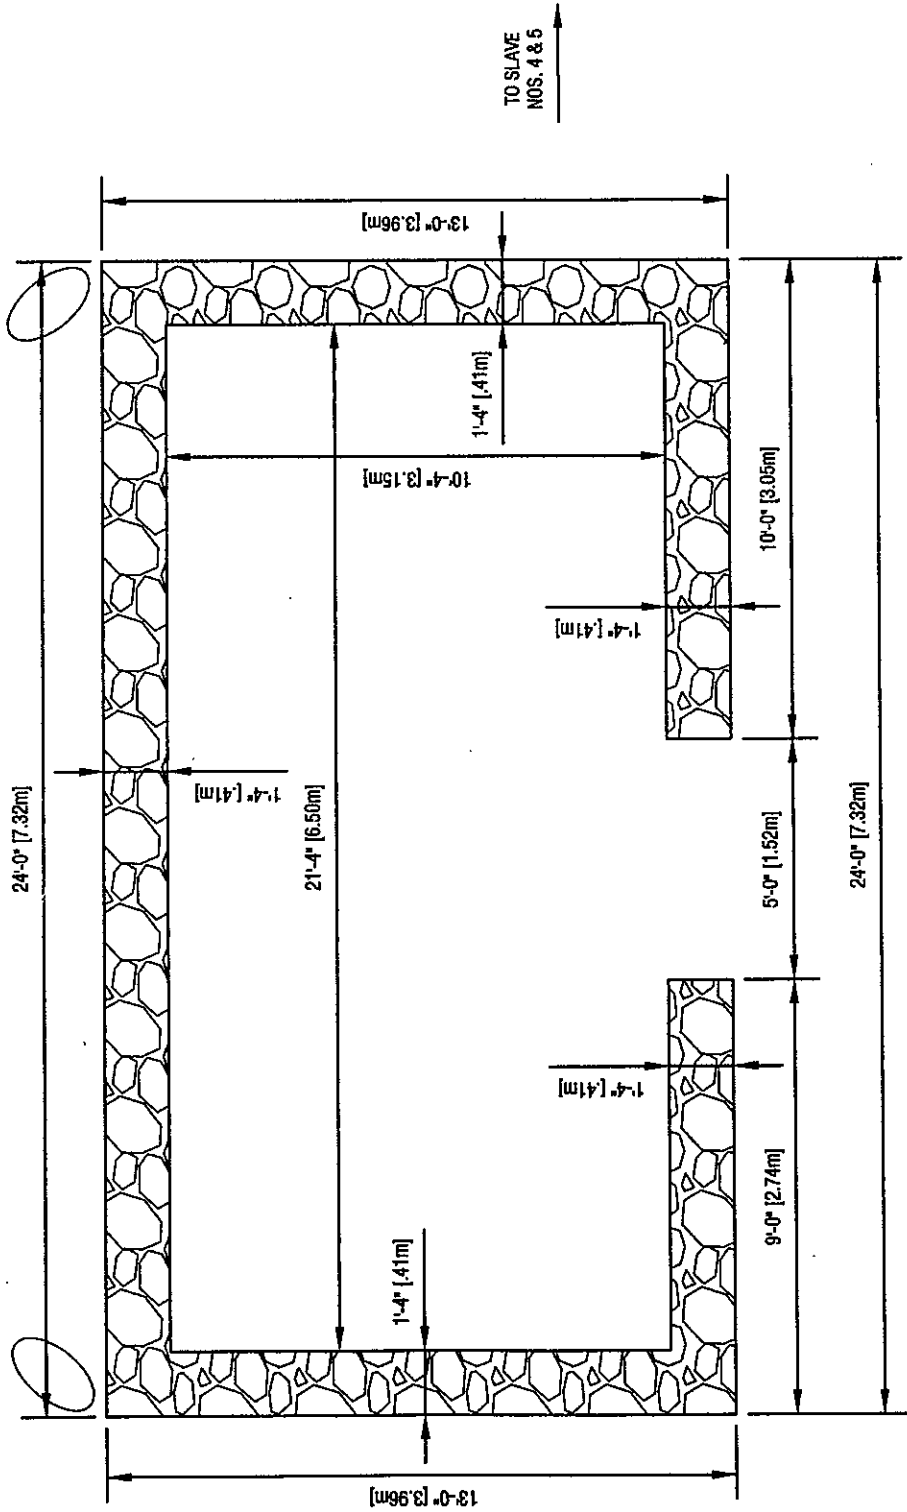 TO SLAVE
NOS. 4 & 5
13'-0" [3.96m]
24'-0" [7.32m]
1'-4" [.41m]
10'-4" [3.15m]
10'-0" [3.05m]
1'-4" [.41m]
1'-4" [.41m]
21'-4" [6.50m]
5'-0" [1.52m]
24'-0" [7.32m]
1'-4" [.41m]
9'-0" [2.74m]
1'-4" [.41m]
13'-0" [3.96m]